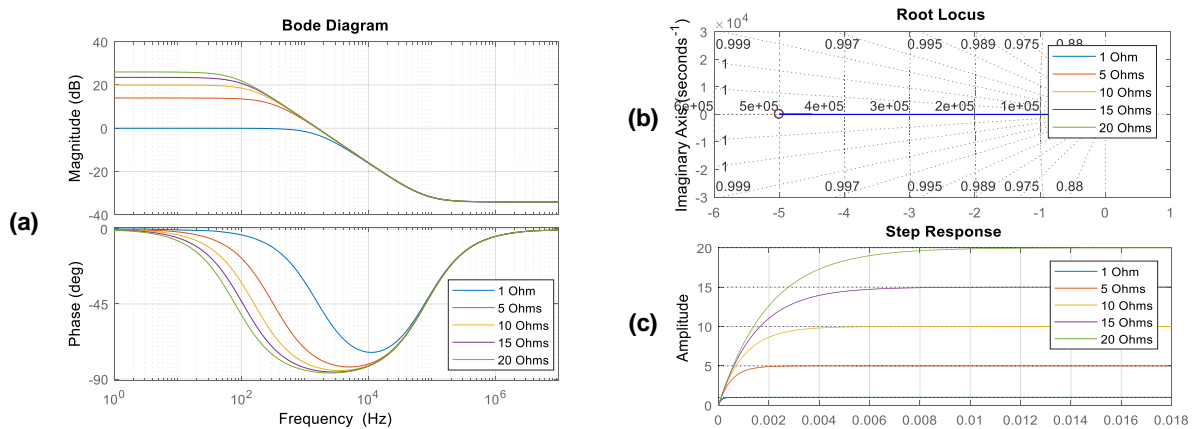 (a)
Bode Diagram
Magnitude (dB)
40
20
0
-20
-40
Phase (deg)
0
-45
-90
1 Ohm
5 Ohms
10 Ohms
15 Ohms
20 Ohms
10^0
10^2
10^4
10^6
Frequency (Hz)
(b)
Root Locus
Imaginary Axis (seconds^-1)
× 10^4
3
2
1
0
-1
-2
-3
0.999
0.997
0.995
0.989
0.975
0.88
1
6e+05
5e+05
4e+05
3e+05
2e+05
1e+05
1
0.999
0.997
0.995
0.989
0.975
0.88
-6
-5
-4
-3
-2
-1
0
1
1 Ohm
5 Ohms
10 Ohms
15 Ohms
20 Ohms
(c)
Step Response
Amplitude
20
15
10
5
0
0
0.002
0.004
0.006
0.008
0.01
0.012
0.014
0.016
0.018
1 Ohm
5 Ohms
10 Ohms
15 Ohms
20 Ohms